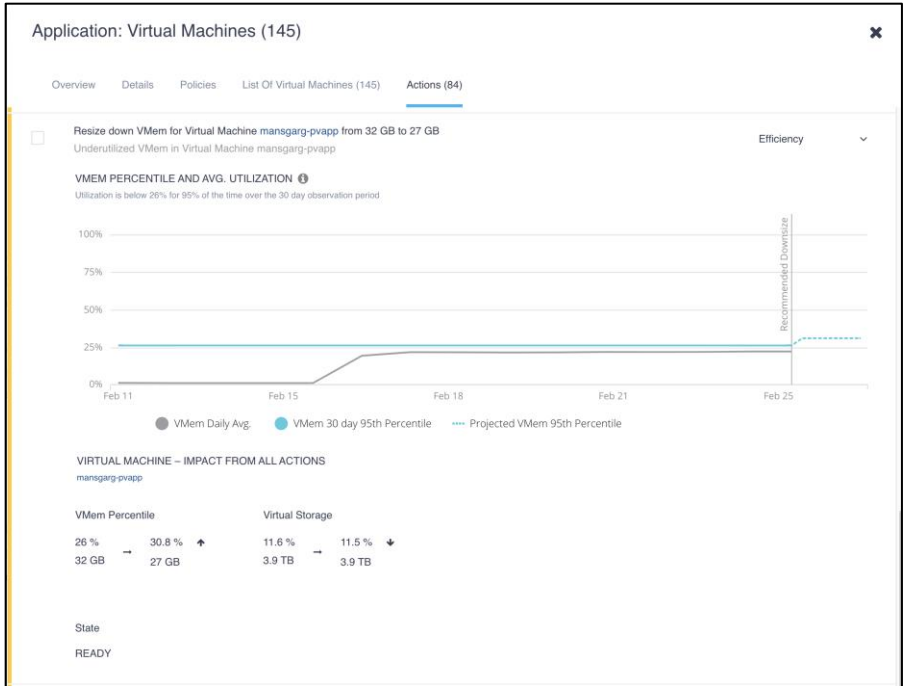 Application: Virtual Machines (145)
Overview Details Policies List Of Virtual Machines (145) Actions (84)
Resize down VMem for Virtual Machine mansgarg-pvapp from 32 GB to 27 GB
Efficiency
Underutilized VMem in Virtual Machine mansgarg-pvapp
VMEM PERCENTILE AND AVG. UTILIZATION
Utilization is below 26% for 95% of the time over the 30 day observation period
100%
75%
50%
25%
0%
Recommended Downsize
Feb 11 Feb 15 Feb 18 Feb 21 Feb 25
VMem Daily Avg. VMem 30 day 95th Percentile Projected VMem 95th Percentile
VIRTUAL MACHINE – IMPACT FROM ALL ACTIONS
mansgarg-pvapp
VMem Percentile Virtual Storage
26 % → 30.8 % ↑ 11.6 % → 11.5 % ↓
32 GB 27 GB 3.9 TB 3.9 TB
State
READY